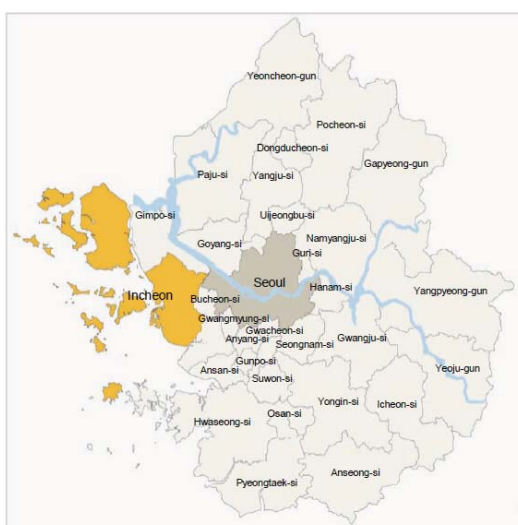 Yeoncheon-gun
Pocheon-si
Dongducheon-si
Gapyeong-gun
Paju-si
Yangju-si
Gimpo-si
Uijeongbu-si
Goyang-si
Namyangju-si
Guri-si
Seoul
Hanam-si
Incheon
Bucheon-si
Yangpyeong-gun
Gwangmyung-si
Gwacheon-si
Anyang-si
Seongnam-si
Gwangju-si
Gunpo-si
Ansan-si
Suwon-si
Yeoju-gun
Yongin-si
Icheon-si
Hwaseong-si
Osan-si
Anseong-si
Pyeongtaek-si